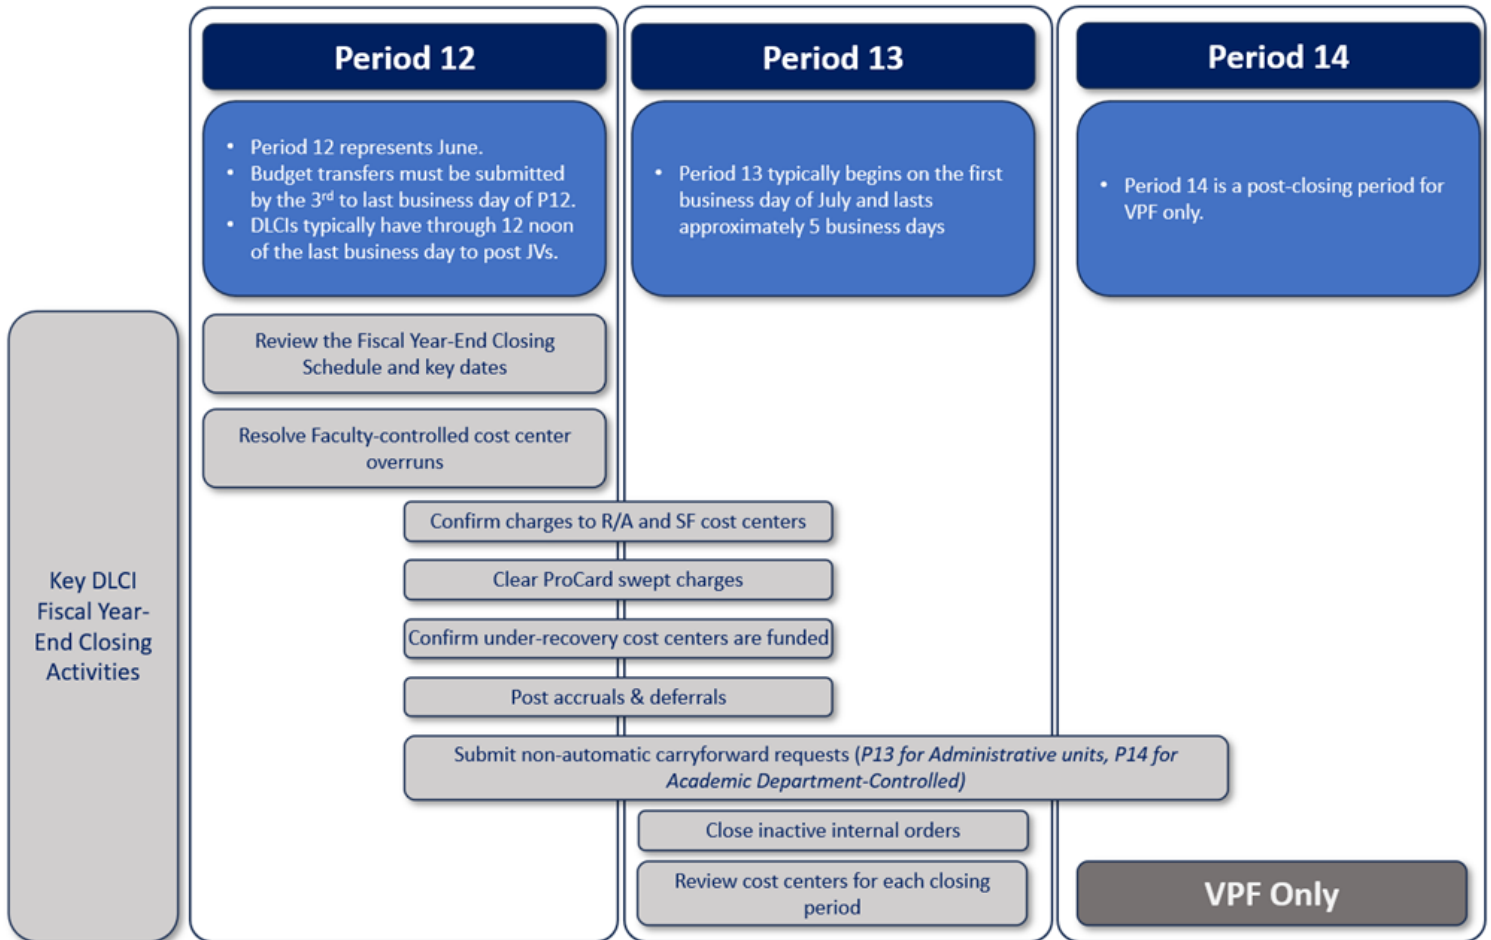 Period 12
Period 13
Period 14
• Period 12 represents June.
• Budget transfers must be submitted
by the 3rd to last business day of P12.
• DLCIs typically have through 12 noon
of the last business day to post JVs.
• Period 13 typically begins on the first
business day of July and lasts
approximately 5 business days
• Period 14 is a post-closing period for
VPF only.
Key DLCI
Fiscal Year-
End Closing
Activities
Review the Fiscal Year-End Closing
Schedule and key dates
Resolve Faculty-controlled cost center
overruns
Confirm charges to R/A and SF cost centers
Clear ProCard swept charges
Confirm under-recovery cost centers are funded
Post accruals & deferrals
Submit non-automatic carryforward requests (P13 for Administrative units, P14 for
Academic Department-Controlled)
Close inactive internal orders
Review cost centers for each closing
period
VPF Only